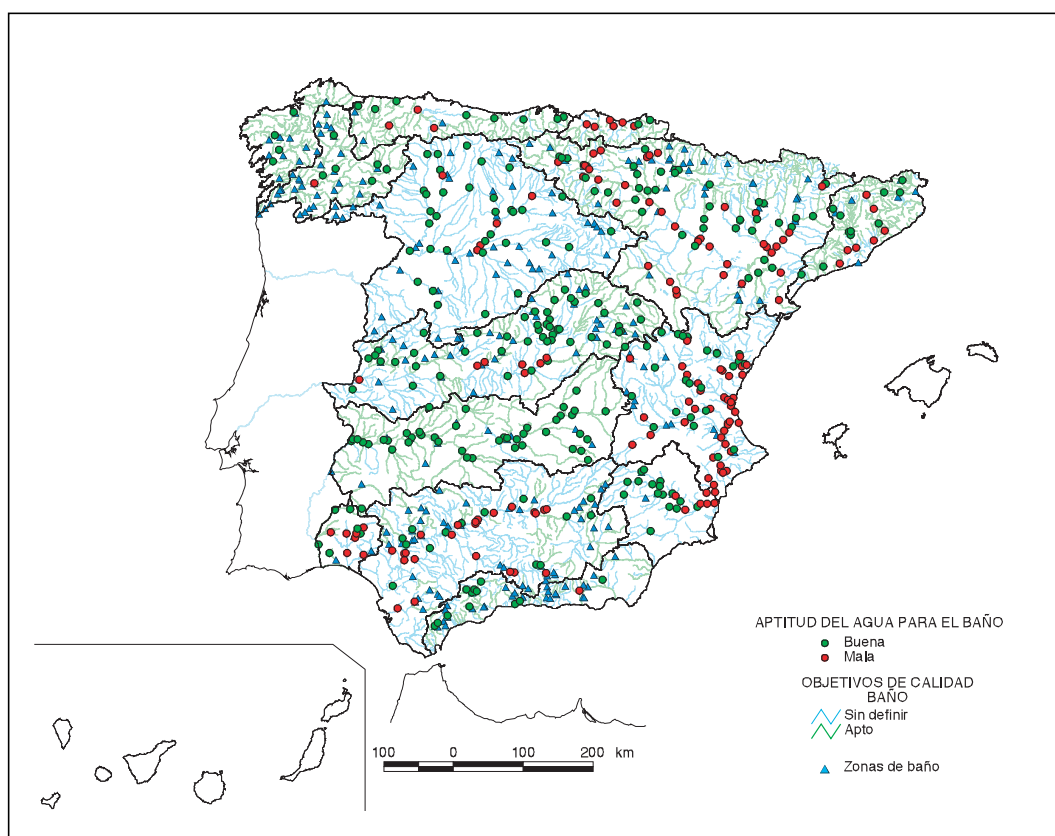 APTITUD DEL AGUA PARA EL BAÑO
Buena
Mala
OBJETIVOS DE CALIDAD
BAÑO
Sin definir
Apto
Zonas de baño
100 0 100 200 km